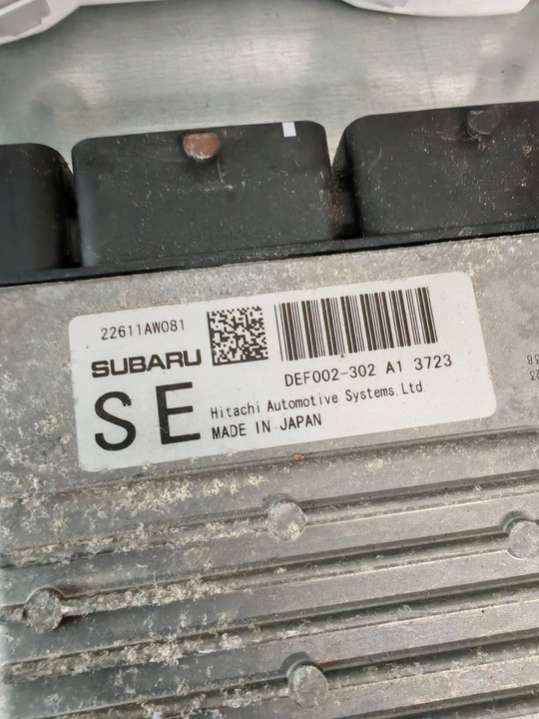 22611AW081
SUBARU
SE
DEF002-302 A1 3723
Hitachi Automotive Systems,Ltd.
MADE IN JAPAN